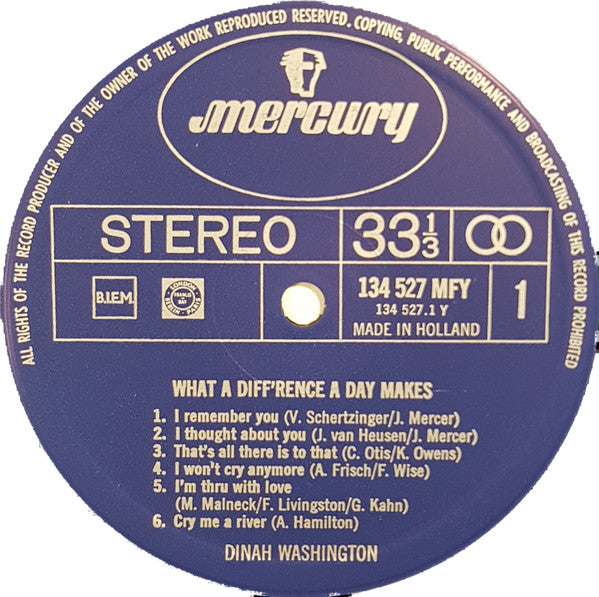 ALL RIGHTS OF THE RECORD PRODUCER AND OF THE OWNER OF THE WORK REPRODUCED RESERVED. COPYING, PUBLIC PERFORMANCE AND BROADCASTING OF THIS RECORD PROHIBITED
mercury
STEREO
33⅓
B.I.E.M.
134 527 MFY
134 527.1 Y
MADE IN HOLLAND
1
WHAT A DIFF'RENCE A DAY MAKES
1. I remember you (V. Schertzinger/J. Mercer)
2. I thought about you (J. van Heusen/J. Mercer)
3. That's all there is to that (C. Otis/K. Owens)
4. I won't cry anymore (A. Frisch/F. Wise)
5. I'm thru with love
(M. Malneck/F. Livingston/G. Kahn)
6. Cry me a river (A. Hamilton)
DINAH WASHINGTON